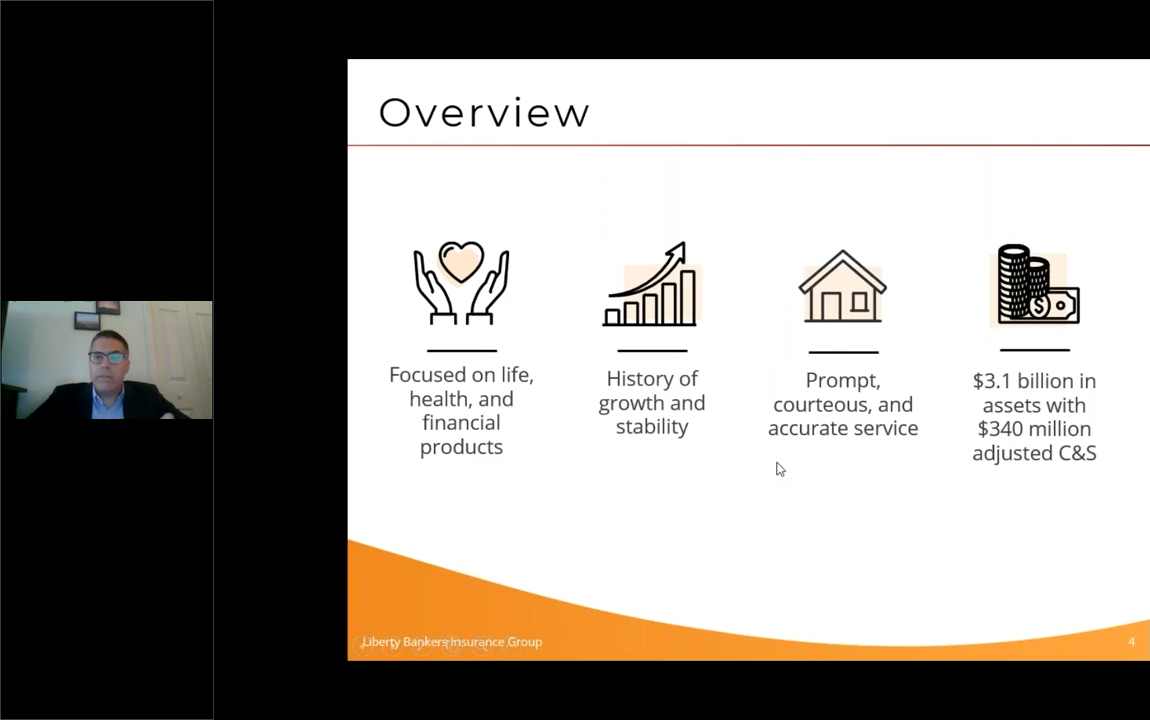 Overview
Focused on life,
health, and
financial
products
History of
growth and
stability
Prompt,
courteous, and
accurate service
$3.1 billion in
assets with
$340 million
adjusted C&S
Liberty Bankers Insurance Group
4